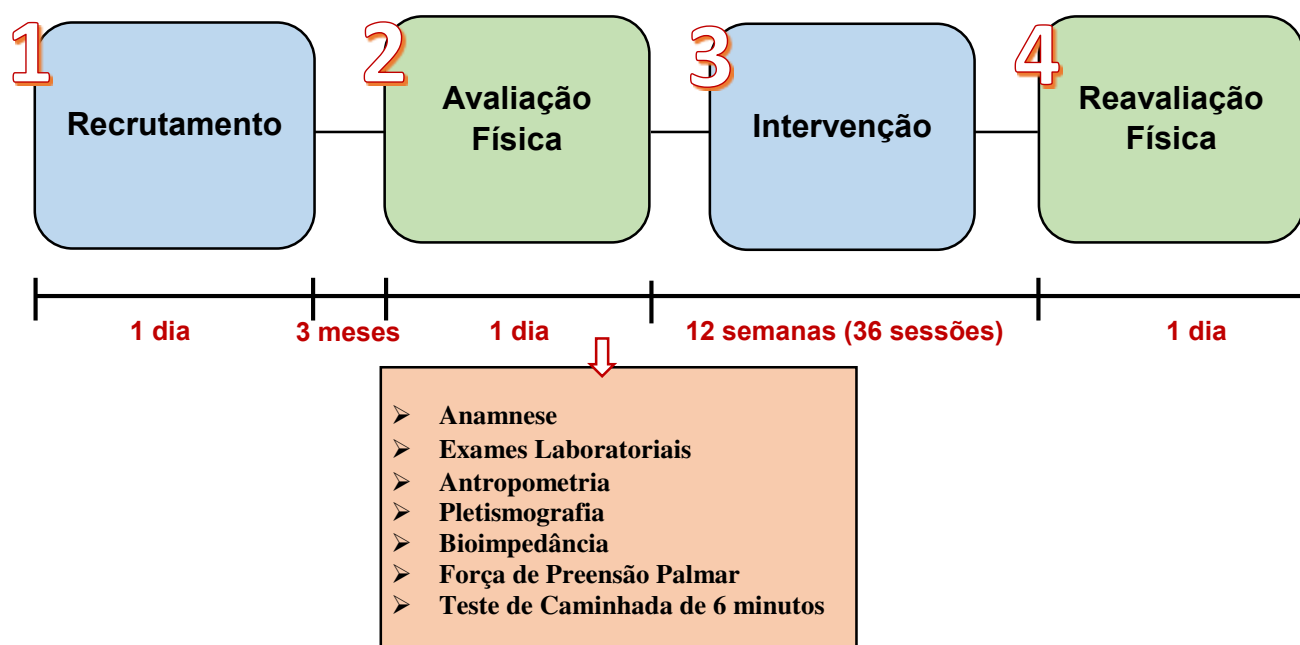 1
Recrutamento
2
Avaliação
Física
3
Intervenção
4
Reavaliação
Física
1 dia
3 meses
1 dia
12 semanas (36 sessões)
1 dia
➢ Anamnese
➢ Exames Laboratoriais
➢ Antropometria
➢ Pletismografia
➢ Bioimpedância
➢ Força de Preensão Palmar
➢ Teste de Caminhada de 6 minutos